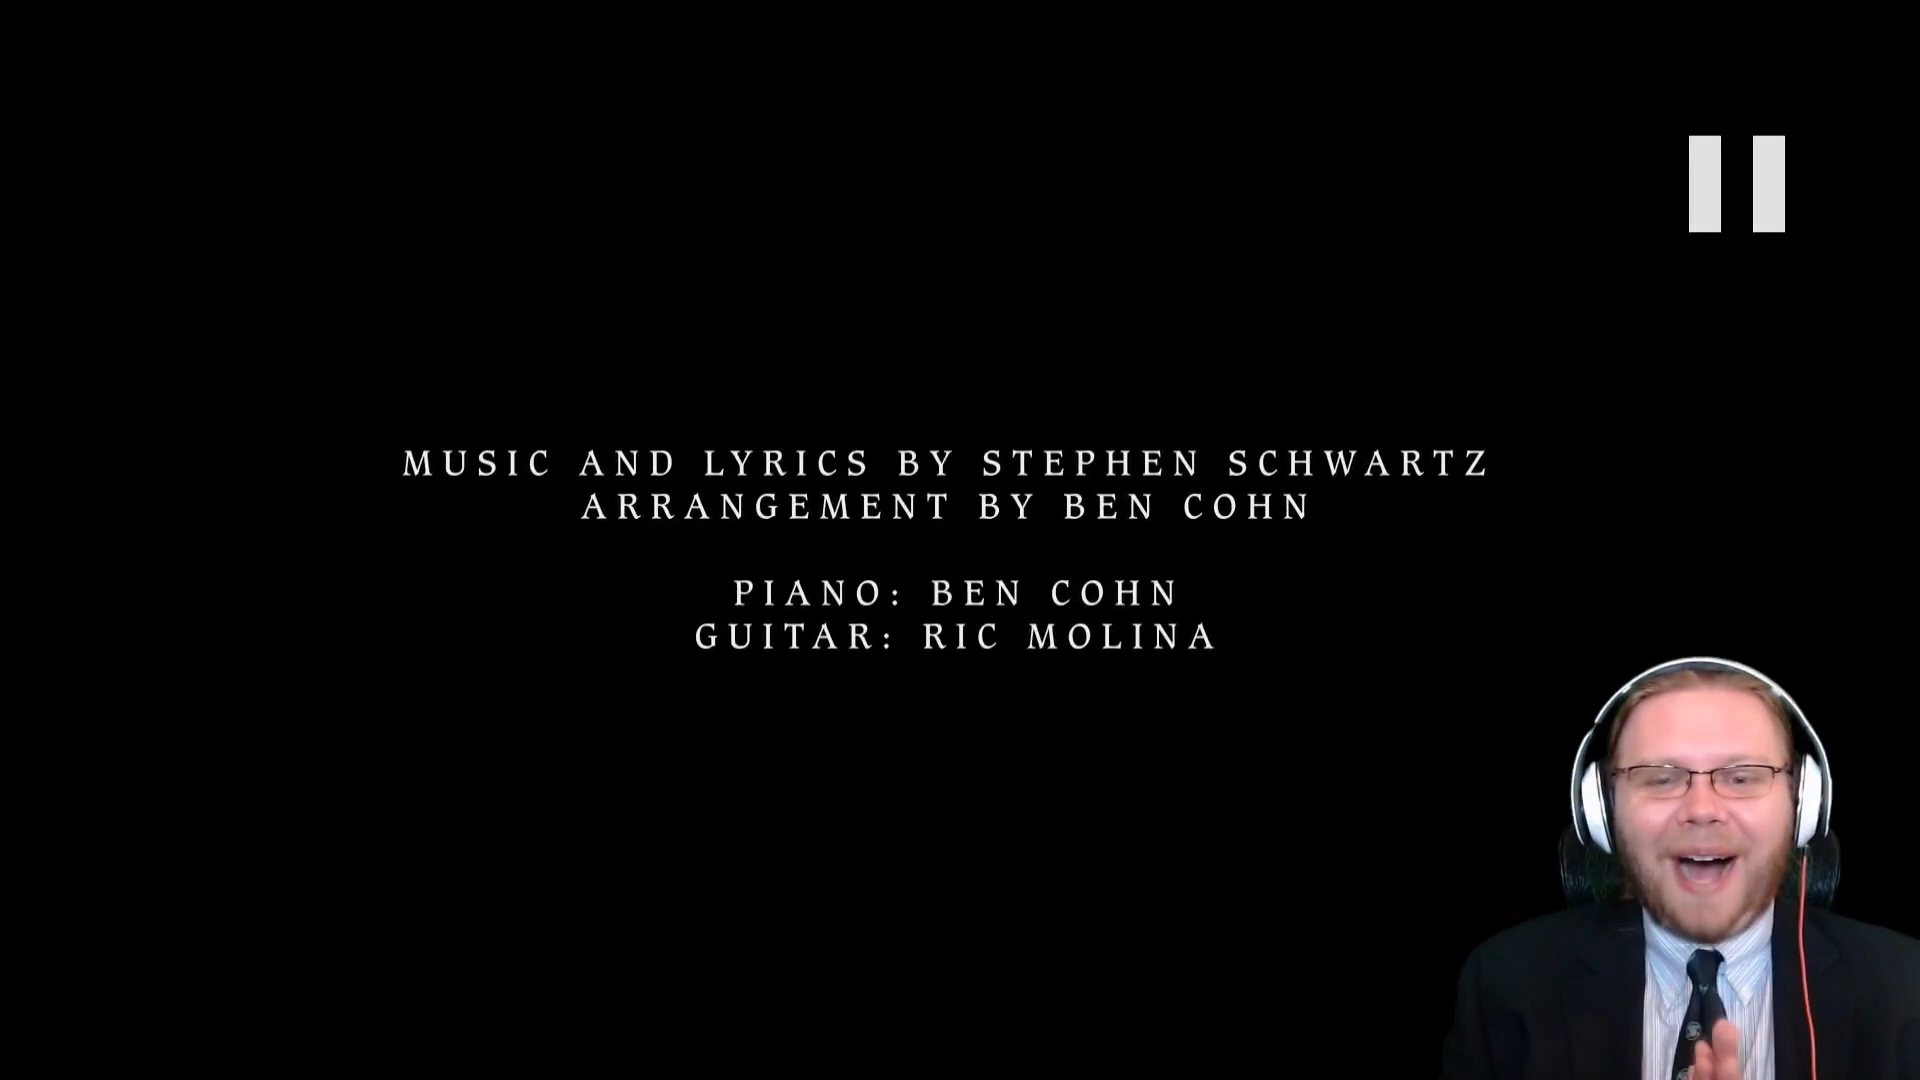 MUSIC AND LYRICS BY STEPHEN SCHWARTZ
ARRANGEMENT BY BEN COHN
PIANO: BEN COHN
GUITAR: RIC MOLINA